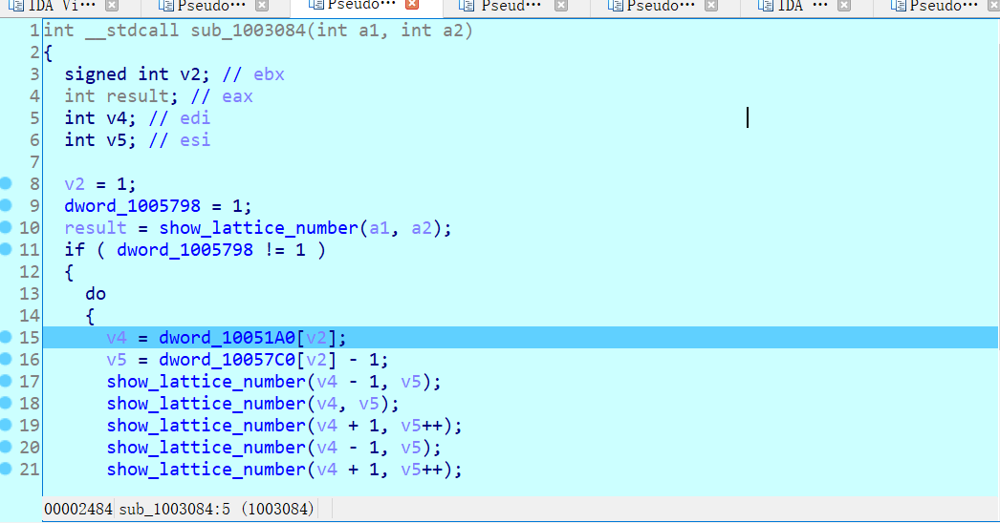 IDA Vi··· Pseudo··· Pseudo··· Pseud··· Pseudo··· IDA ··· Pseudo···
1 int __stdcall sub_1003084(int a1, int a2)
2 {
3 signed int v2; // ebx
4 int result; // eax
5 int v4; // edi
6 int v5; // esi
7
8 v2 = 1;
9 dword_1005798 = 1;
10 result = show_lattice_number(a1, a2);
11 if ( dword_1005798 != 1 )
12 {
13 do
14 {
15 v4 = dword_10051A0[v2];
16 v5 = dword_10057C0[v2] - 1;
17 show_lattice_number(v4 - 1, v5);
18 show_lattice_number(v4, v5);
19 show_lattice_number(v4 + 1, v5++);
20 show_lattice_number(v4 - 1, v5);
21 show_lattice_number(v4 + 1, v5++);
00002484 sub_1003084:5 (1003084)